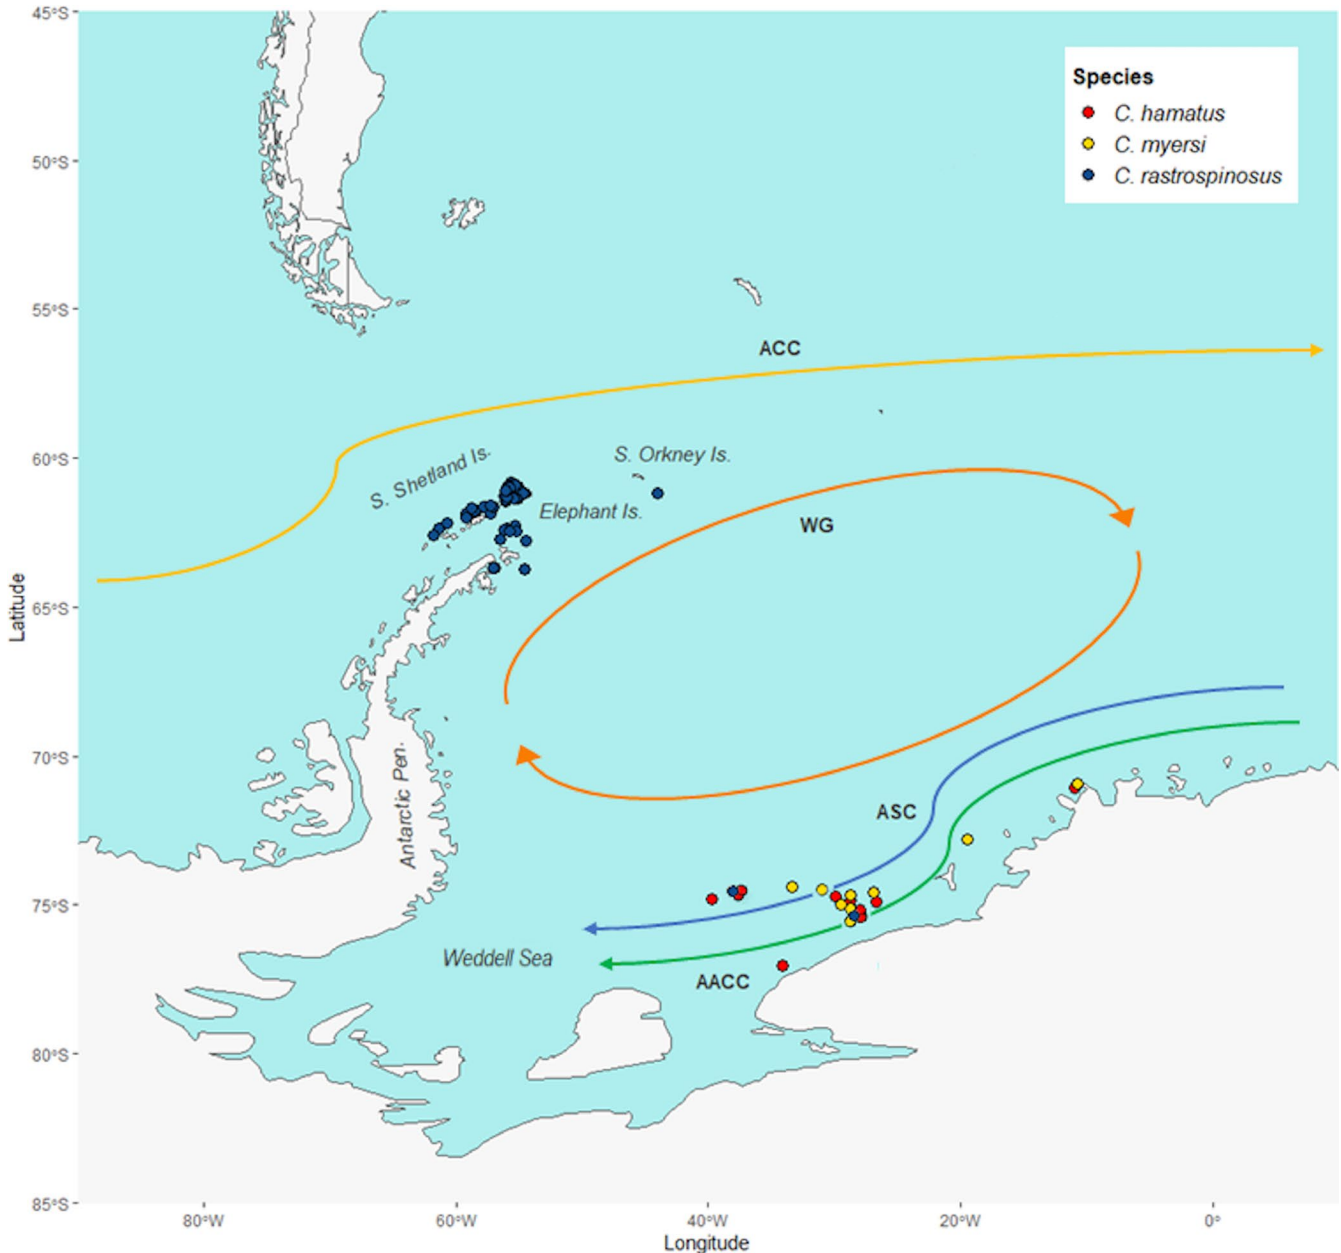 45°S
50°S
55°S
60°S
65°S
70°S
75°S
80°S
85°S
Latitude
80°W
60°W
40°W
20°W
0°
Longitude
Species
C. hamatus
C. myersi
C. rastrospinosus
ACC
S. Shetland Is.
S. Orkney Is.
Elephant Is.
WG
Antarctic Pen.
ASC
Weddell Sea
AACC